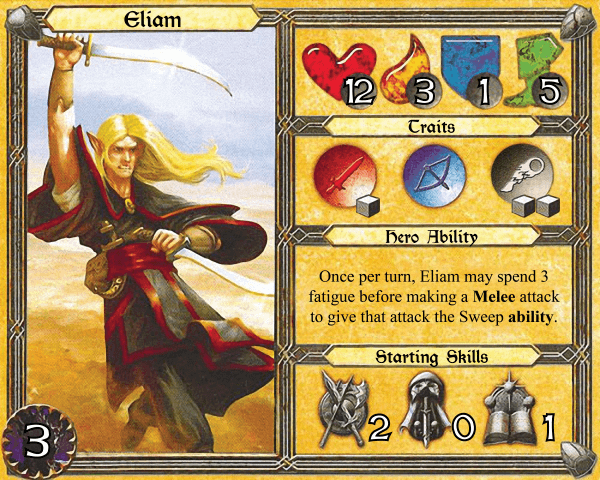 Eliam
12 3 1 5
Traits
Hero Ability
Once per turn, Eliam may spend 3
fatigue before making a Melee attack
to give that attack the Sweep ability.
Starting Skills
2 0 1
3